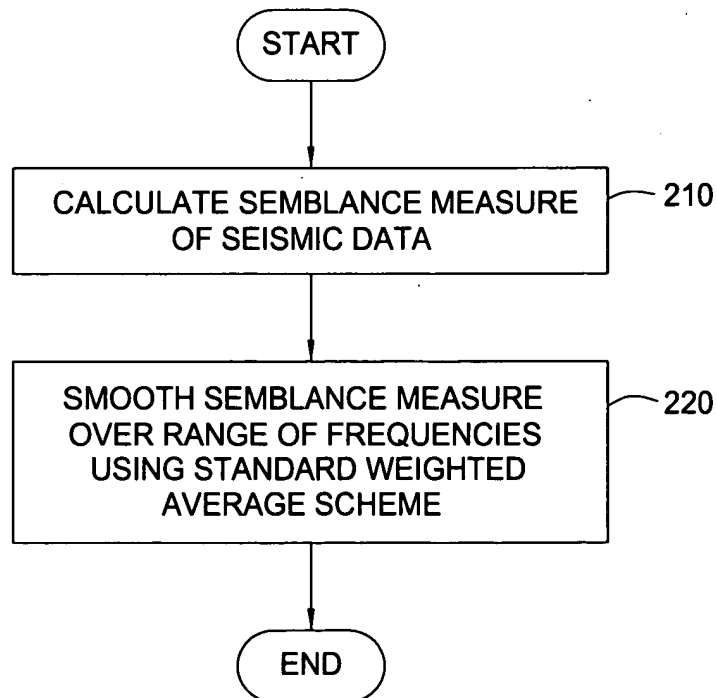 START
CALCULATE SEMBLANCE MEASURE
OF SEISMIC DATA
210
SMOOTH SEMBLANCE MEASURE
OVER RANGE OF FREQUENCIES
USING STANDARD WEIGHTED
AVERAGE SCHEME
220
END